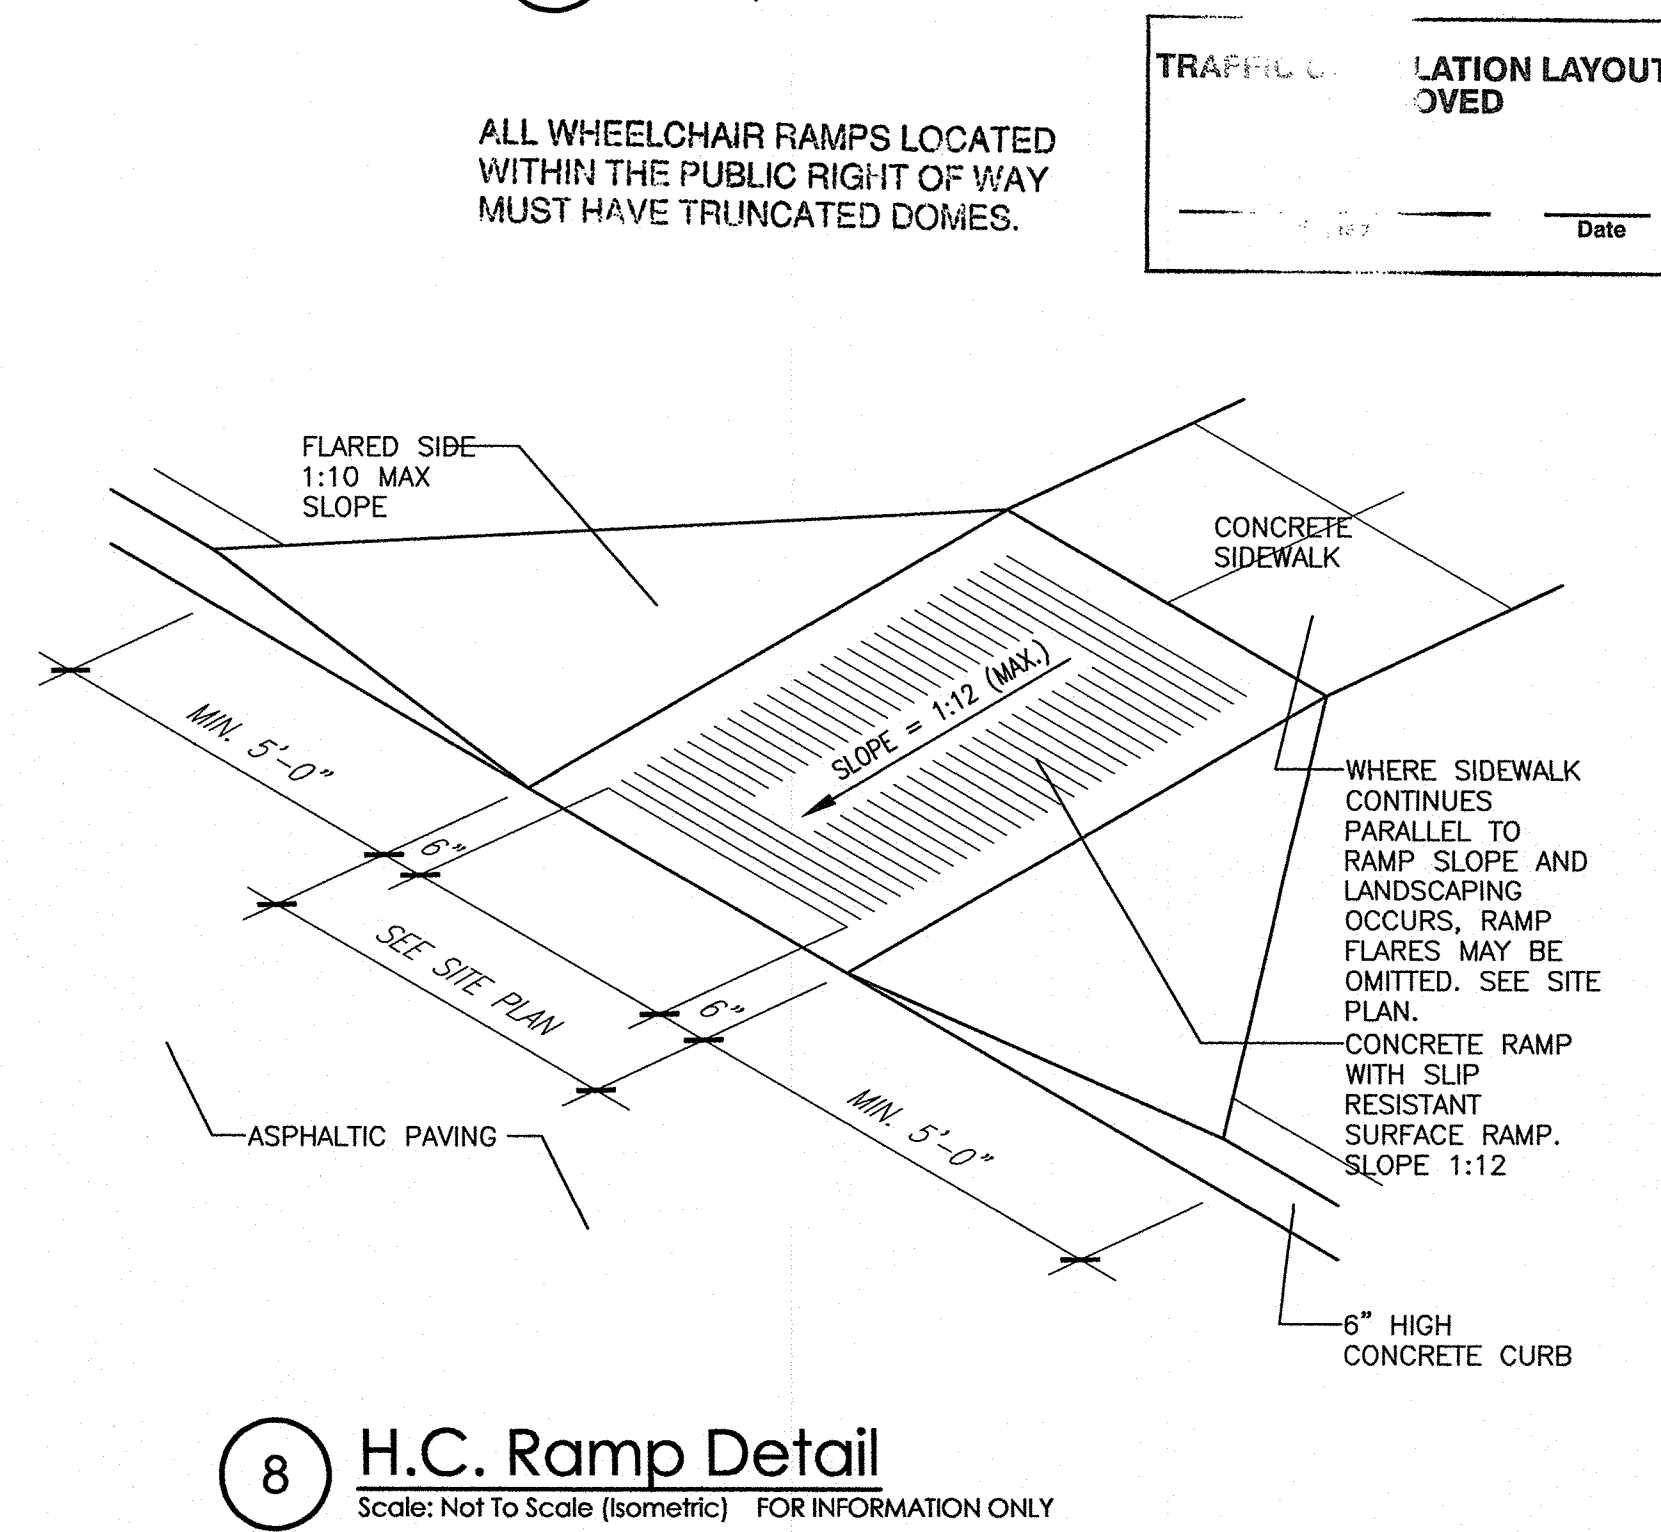 LATION LAYOUT
Date
ALL WHEELCHAIR RAMPS LOCATED
WITHIN THE PUBLIC RIGHT OF WAY
MUST HAVE TRUNCATED DOMES.
FLARED SIDE
1:10 MAX
SLOPE
CONCRETE
SIDEWALK
SLOPE = 1:12 (MAX.)
MIN. 5'-0"
6"
SEE SITE PLAN
6"
MIN. 5'-0"
WHERE SIDEWALK
CONTINUES
PARALLEL TO
RAMP SLOPE AND
LANDSCAPING
OCCURS, RAMP
FLARES MAY BE
OMITTED. SEE SITE
PLAN.
CONCRETE RAMP
WITH SLIP
RESISTANT
SURFACE RAMP.
SLOPE 1:12
ASPHALTIC PAVING
6" HIGH
CONCRETE CURB
8
H.C. Ramp Detail
Scale: Not To Scale (Isometric) FOR INFORMATION ONLY